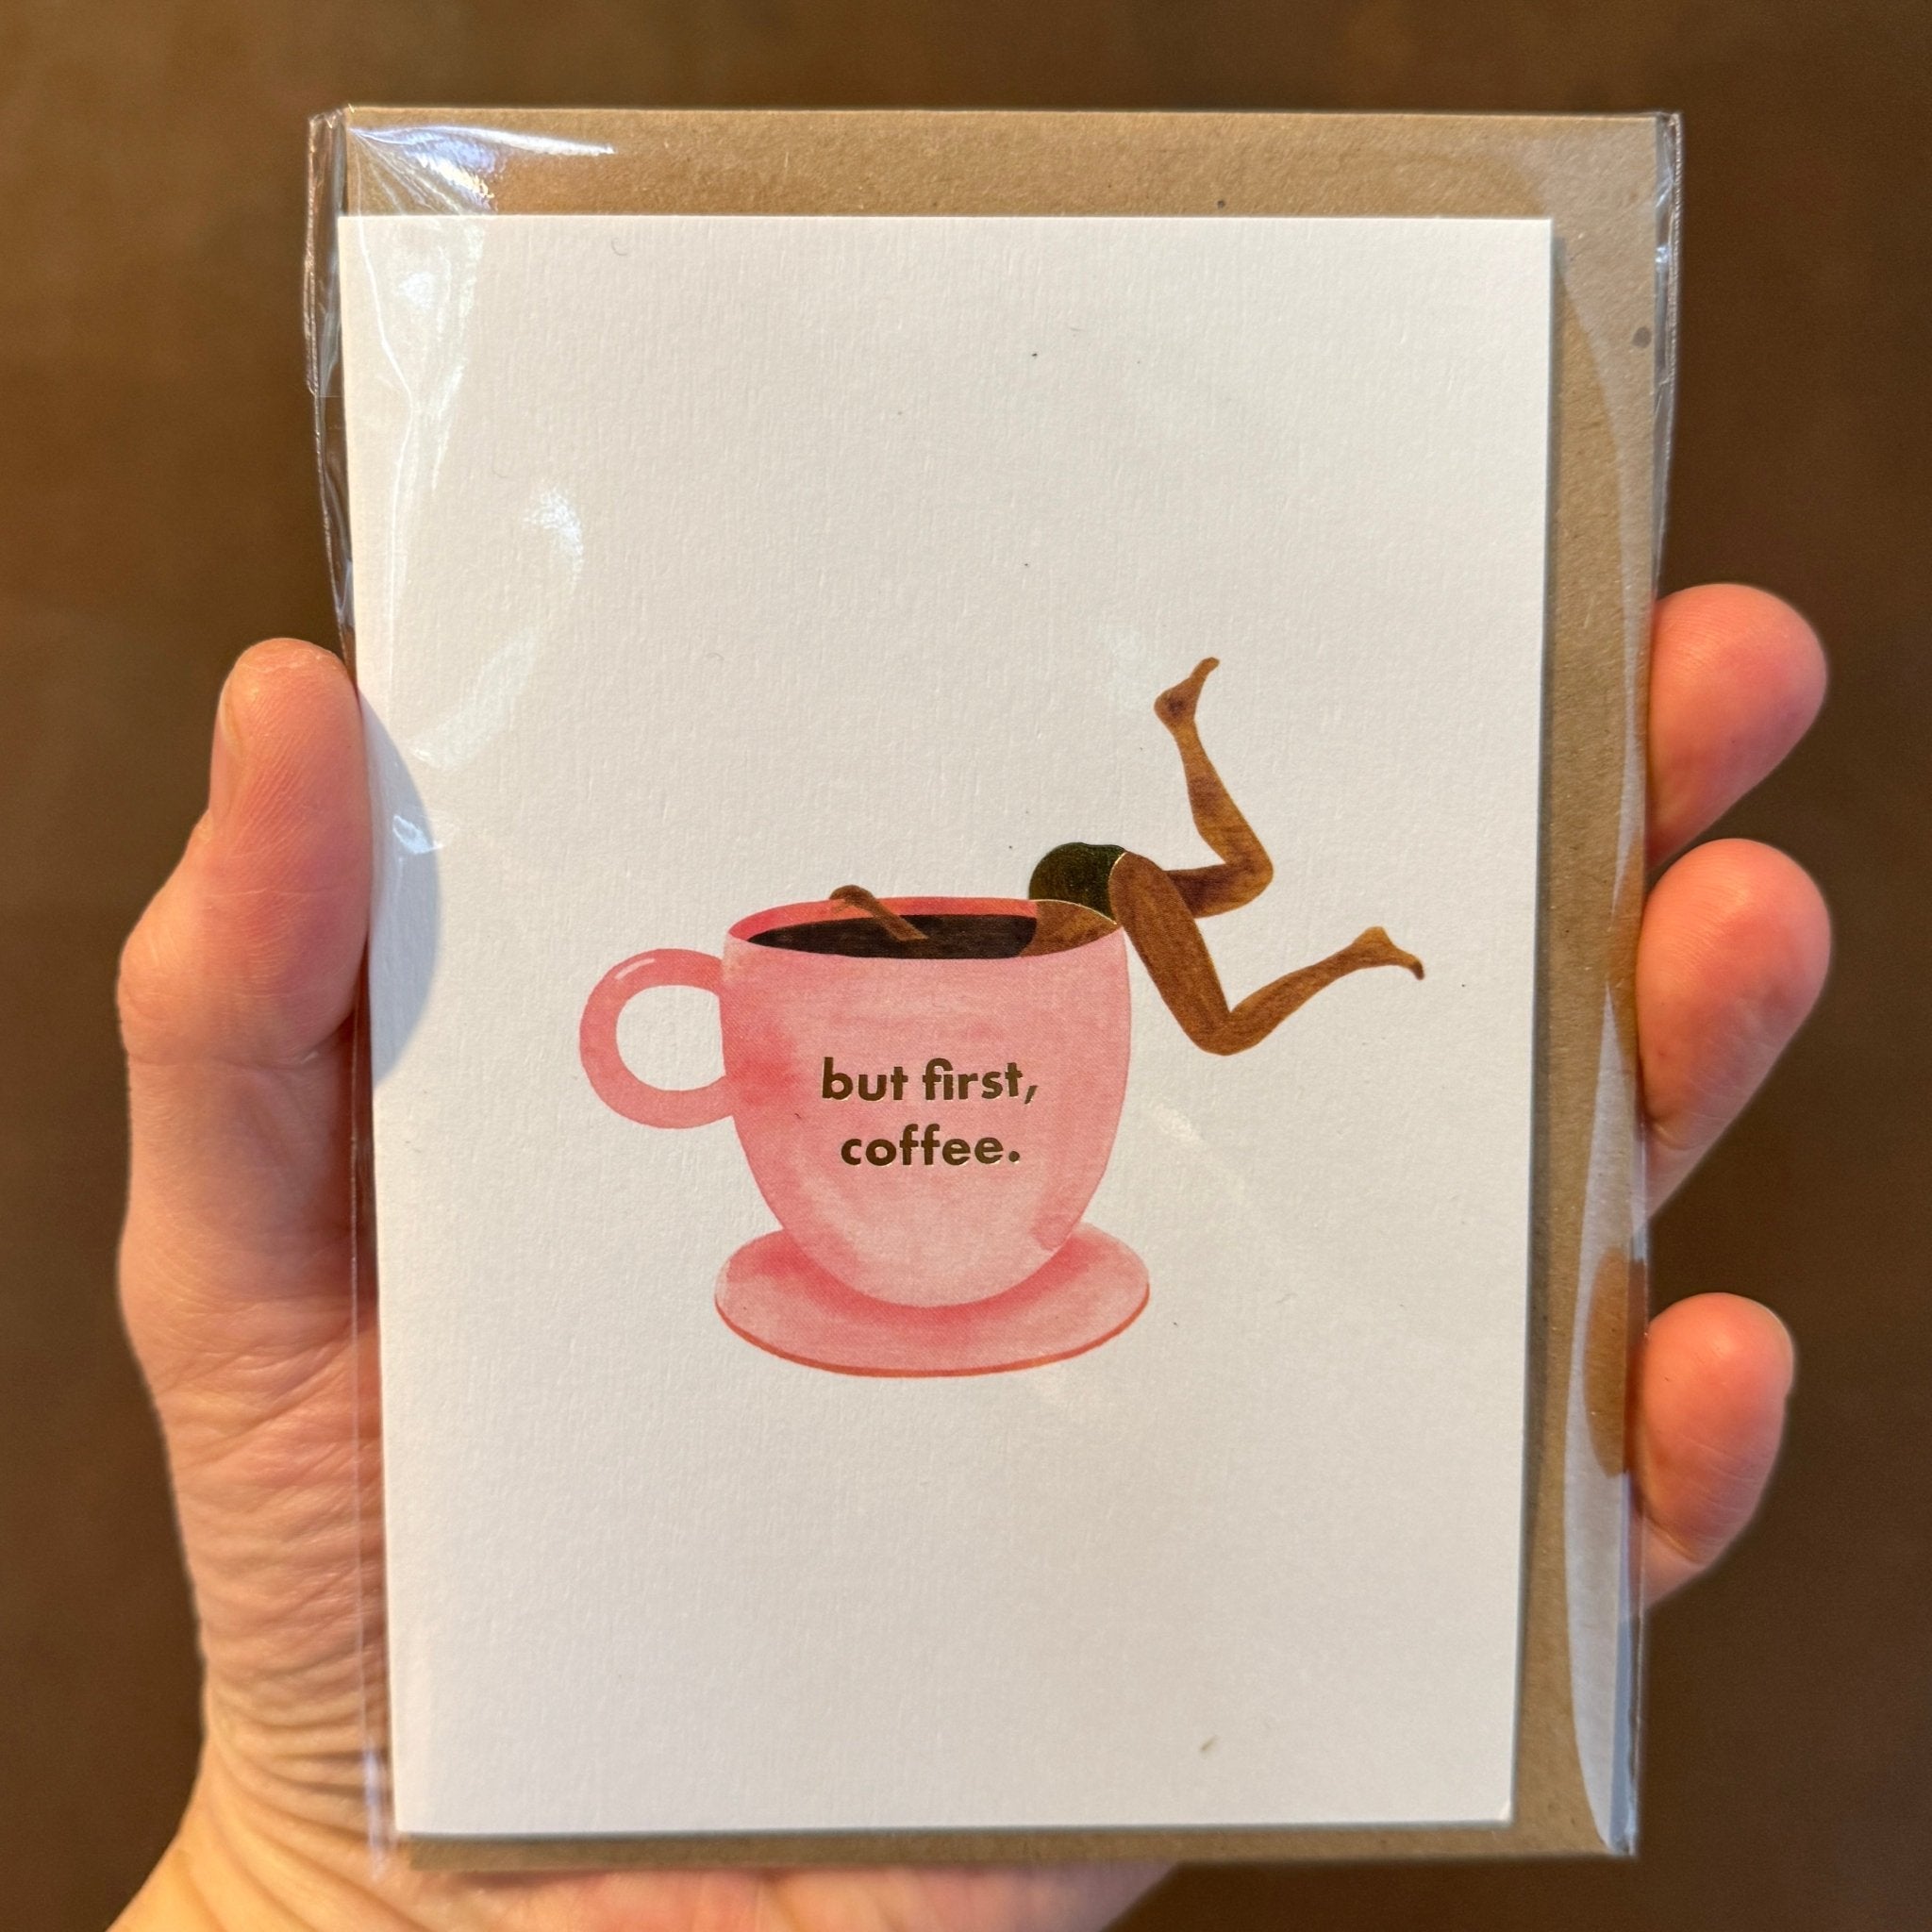 but first,
coffee.